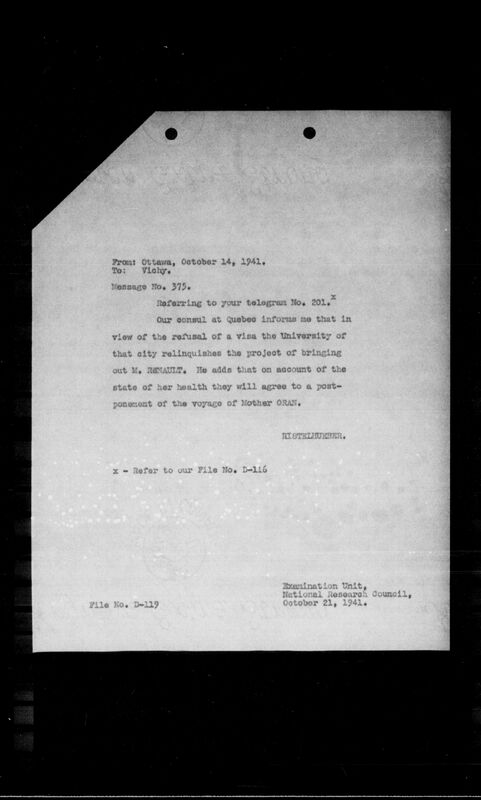 From: Ottawa, October 14, 1941.
To: Vichy.
Message No. 375.
Referring to your telegram No. 201.x
Our consul at Quebec informs me that in
view of the refusal of a visa the University of
that city relinquishes the project of bringing
out M. RENAULT. He adds that on account of the
state of her health they will agree to a post-
ponement of the voyage of Mother ORAN.
RISTELHUEBER.
x - Refer to our File No. D-116
Examination Unit,
National Research Council,
October 21, 1941.
File No. D-119